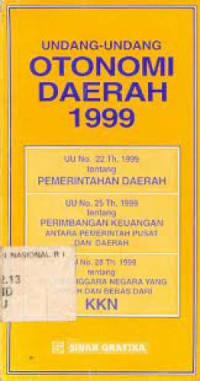 UNDANG-UNDANG
OTONOMI
DAERAH
1999
UU No. 22 Th. 1999
tentang
PEMERINTAHAN DAERAH
UU No. 25 Th. 1999
tentang
PERIMBANGAN KEUANGAN
ANTARA PEMERINTAH PUSAT
DAN DAERAH
No. 28 Th. 1999
tentang
NEGARA YANG
DAN BEBAS DARI
KKN
NASIONAL R I
SINAR GRAFIKA